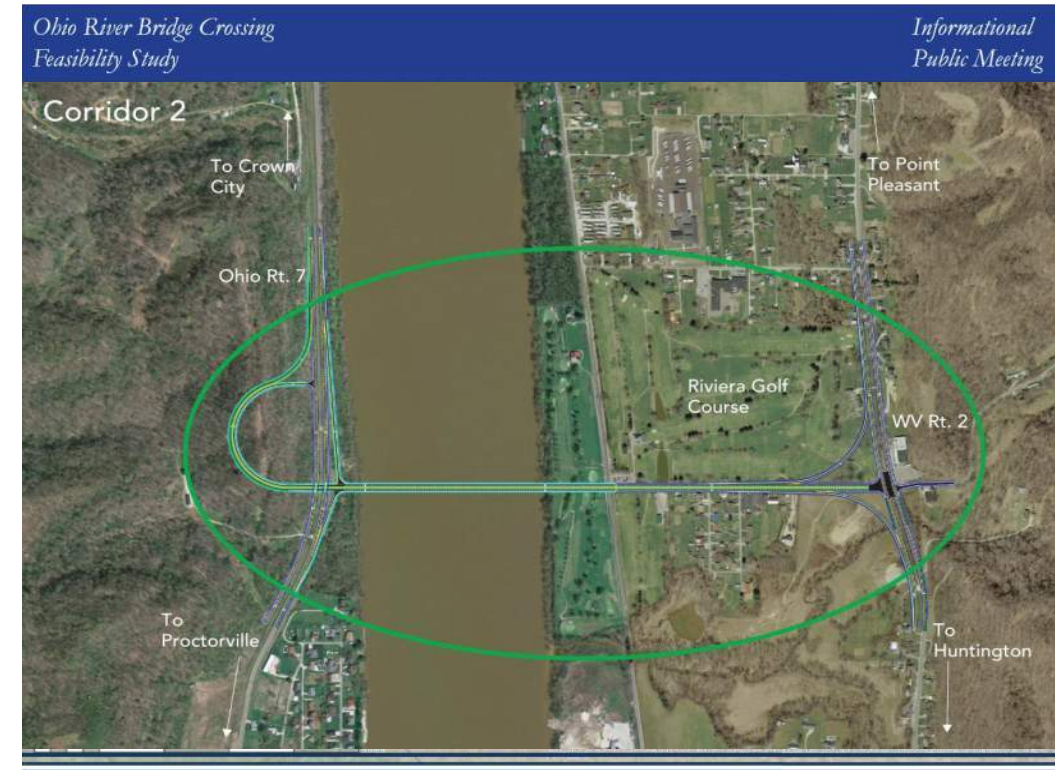 Ohio River Bridge Crossing
Feasibility Study
Informational
Public Meeting
Corridor 2
To Crown
City
To Point
Pleasant
Ohio Rt. 7
Riviera Golf
Course
WV Rt. 2
To
Proctorville
To
Huntington